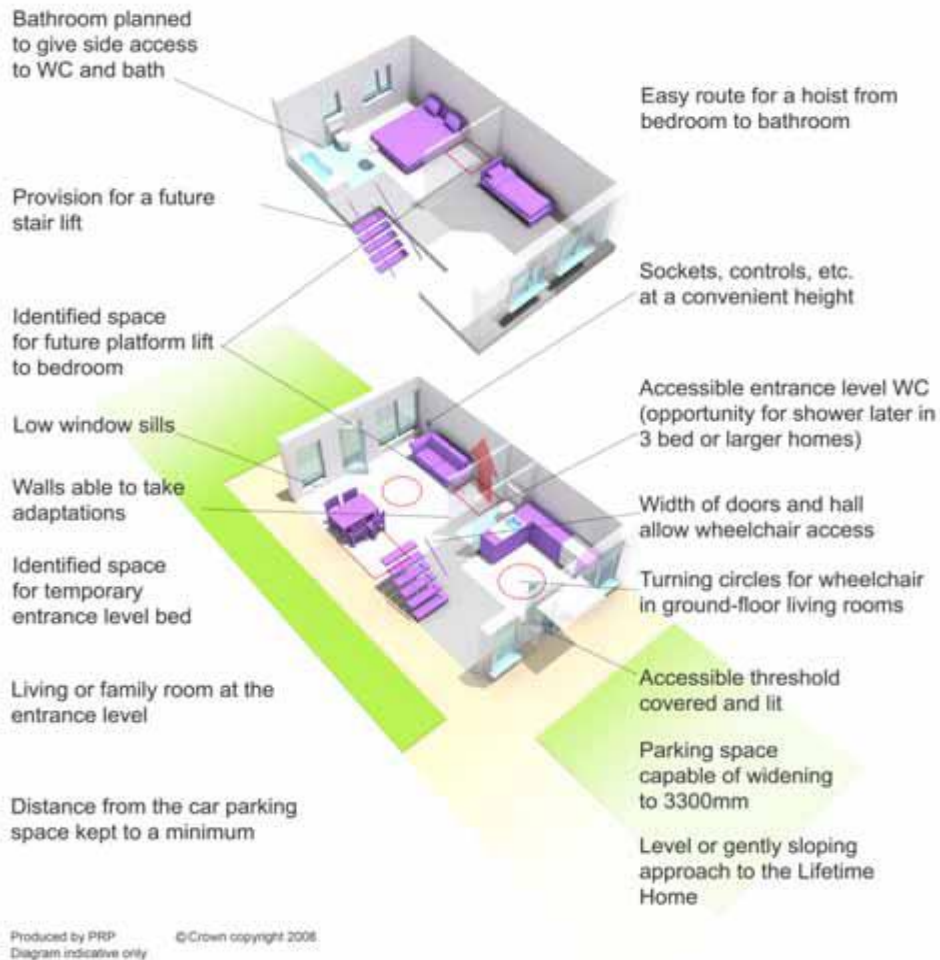 Bathroom planned
to give side access
to WC and bath
Easy route for a hoist from
bedroom to bathroom
Provision for a future
stair lift
Sockets, controls, etc.
at a convenient height
Identified space
for future platform lift
to bedroom
Accessible entrance level WC
(opportunity for shower later in
3 bed or larger homes)
Low window sills
Walls able to take
adaptations
Width of doors and hall
allow wheelchair access
Identified space
for temporary
entrance level bed
Turning circles for wheelchair
in ground-floor living rooms
Living or family room at the
entrance level
Accessible threshold
covered and lit
Parking space
capable of widening
to 3300mm
Distance from the car parking
space kept to a minimum
Level or gently sloping
approach to the Lifetime
Home
Produced by PRP
©Crown copyright 2008
Diagram indicative only